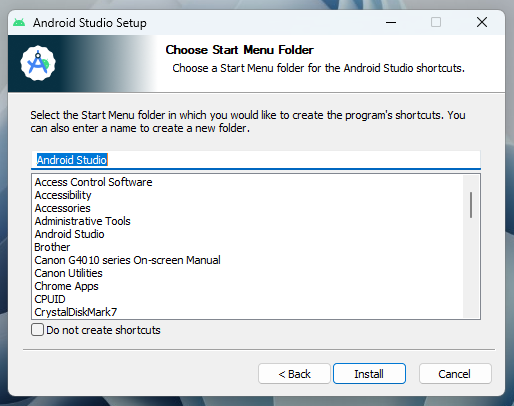 Android Studio Setup
Choose Start Menu Folder
Choose a Start Menu folder for the Android Studio shortcuts.
Select the Start Menu folder in which you would like to create the program's shortcuts. You
can also enter a name to create a new folder.
Android Studio
Access Control Software
Accessibility
Accessories
Administrative Tools
Android Studio
Brother
Canon G4010 series On-screen Manual
Canon Utilities
Chrome Apps
CPUID
CrystalDiskMark7
Do not create shortcuts
< Back
Install
Cancel